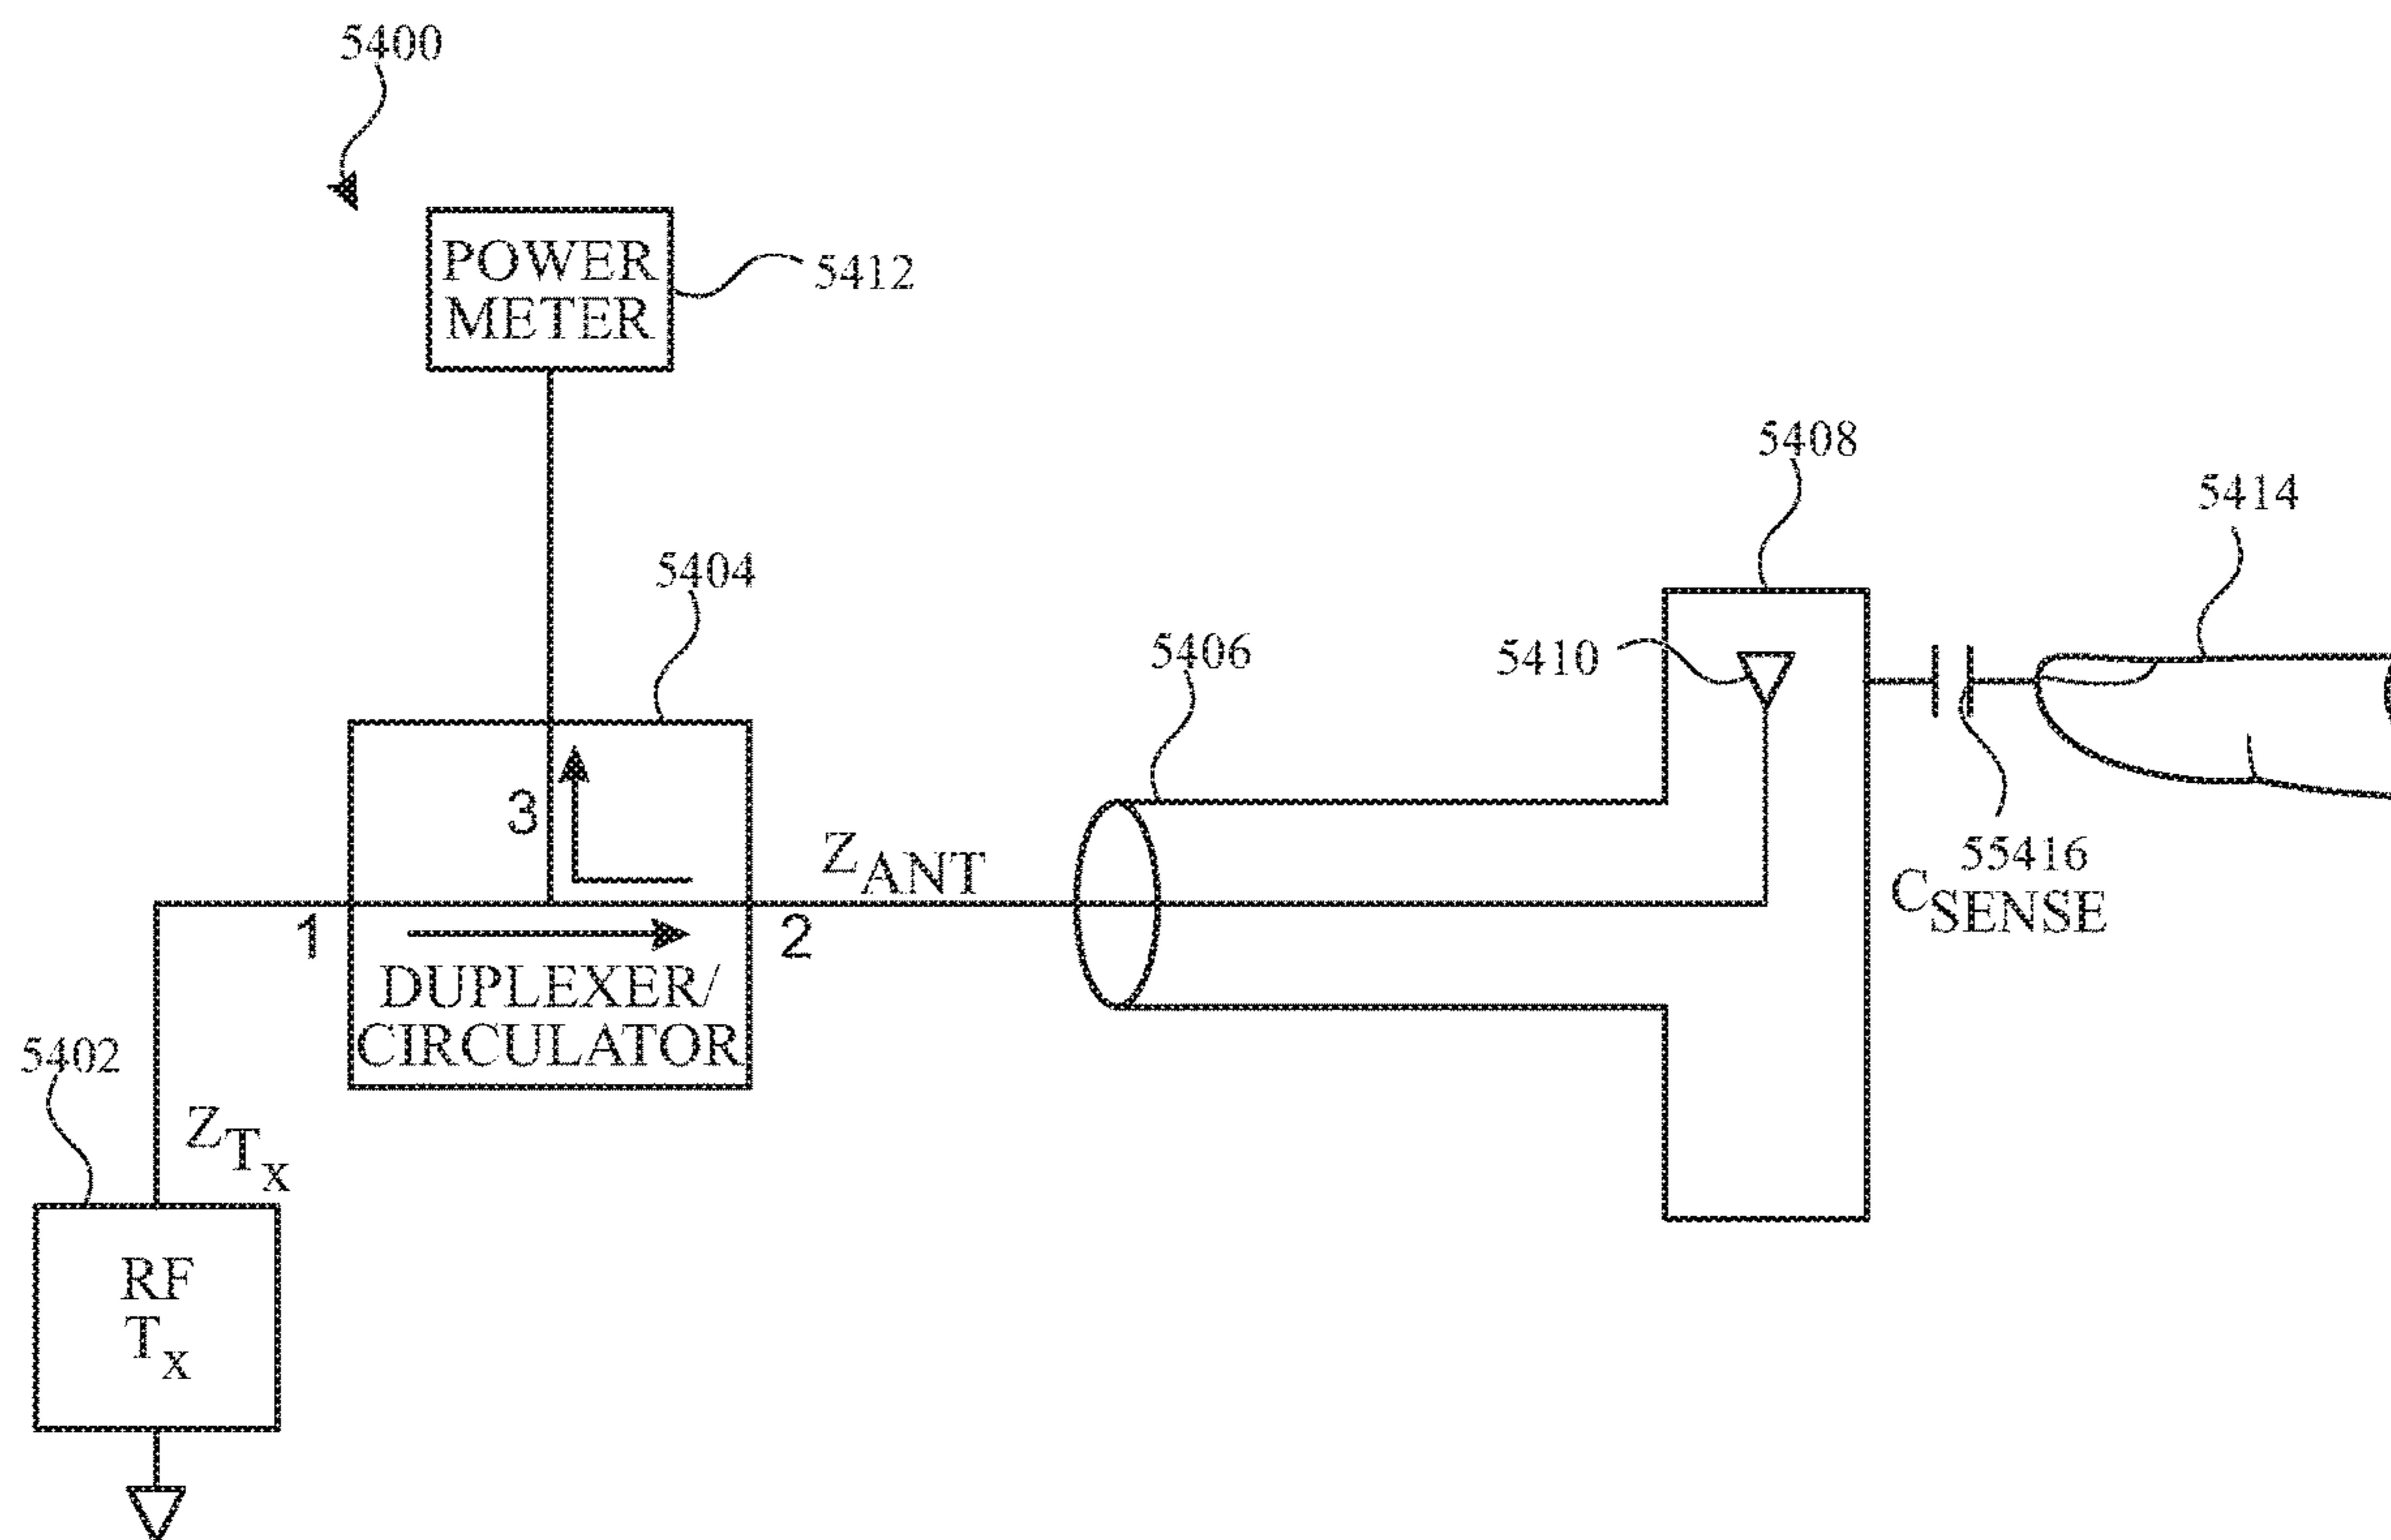 5400
POWER
METER
5412
5408
5414
5404
5406
5410
3
Z_ANT
55416
C_SENSE
1
2
DUPLEXER/
CIRCULATOR
5402
Z_Tx
RF
Tx